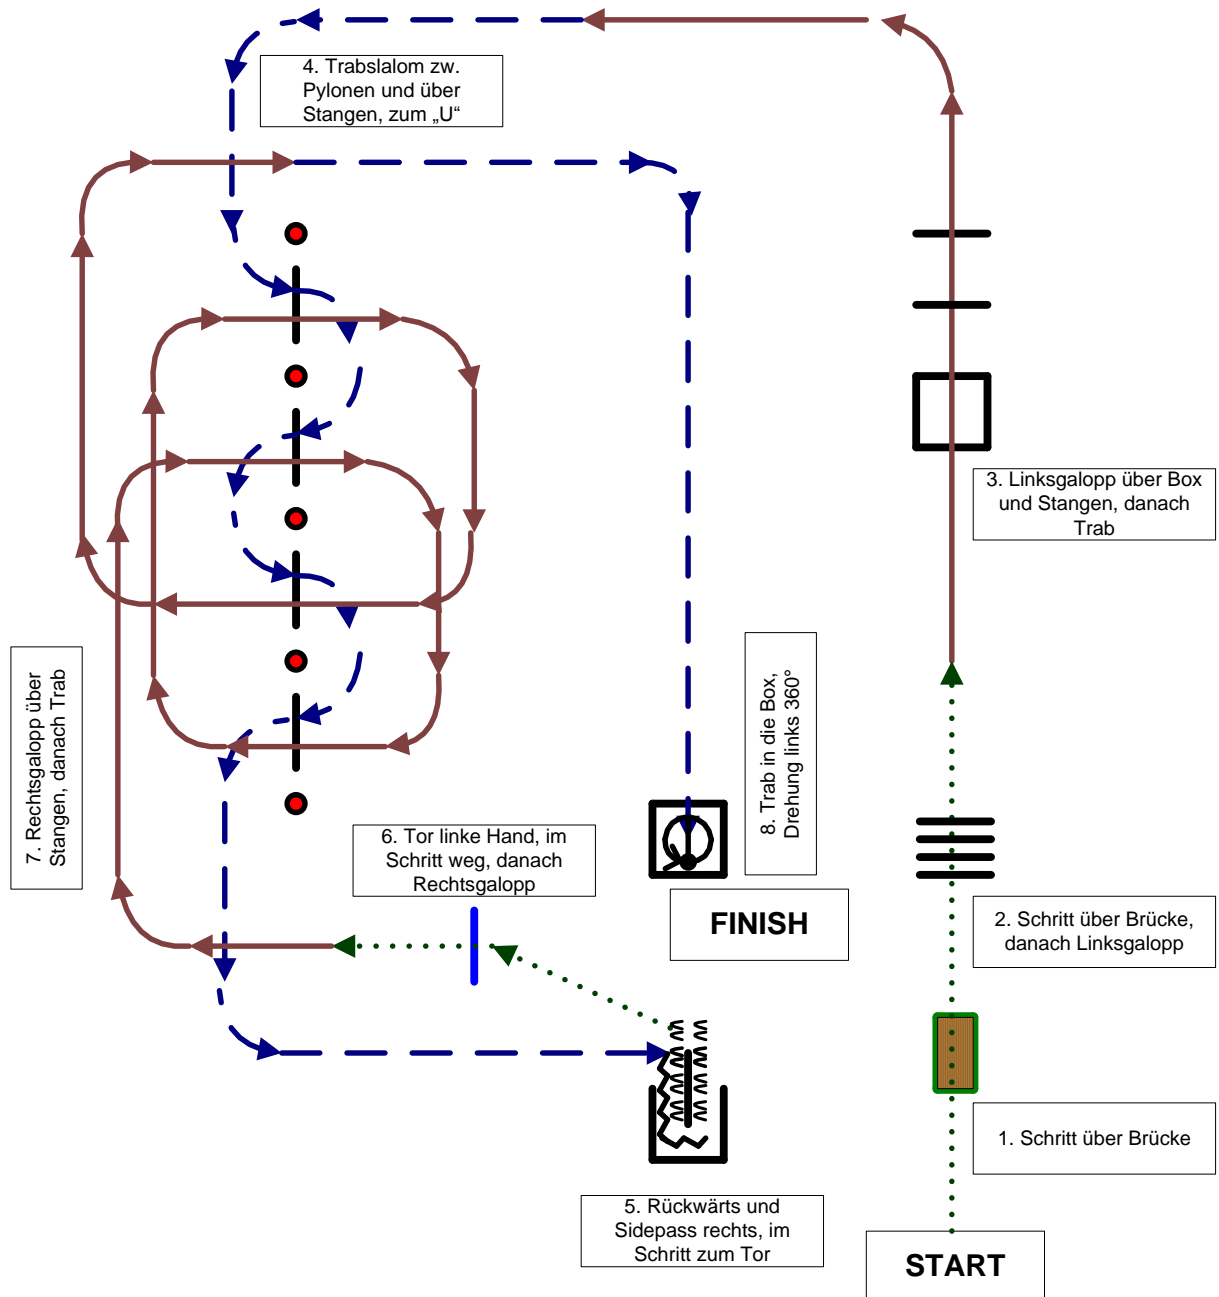 4. Trabslalom zw.
Pylonen und über
Stangen, zum „U“
3. Linksgalopp über Box
und Stangen, danach
Trab
7. Rechtsgalopp über
Stangen, danach Trab
8. Trab in die Box,
Drehung links 360°
6. Tor linke Hand, im
Schritt weg, danach
Rechtsgalopp
FINISH
2. Schritt über Brücke,
danach Linksgalopp
1. Schritt über Brücke
5. Rückwärts und
Sidepass rechts, im
Schritt zum Tor
START